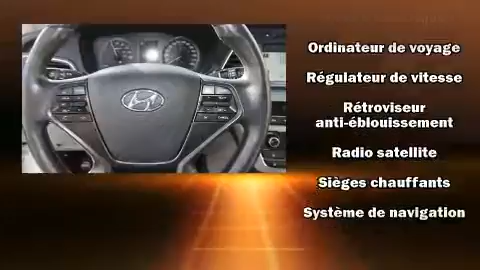 Ordinateur de voyage
Régulateur de vitesse
Rétroviseur
anti-éblouissement
Radio satellite
Sièges chauffants
Système de navigation